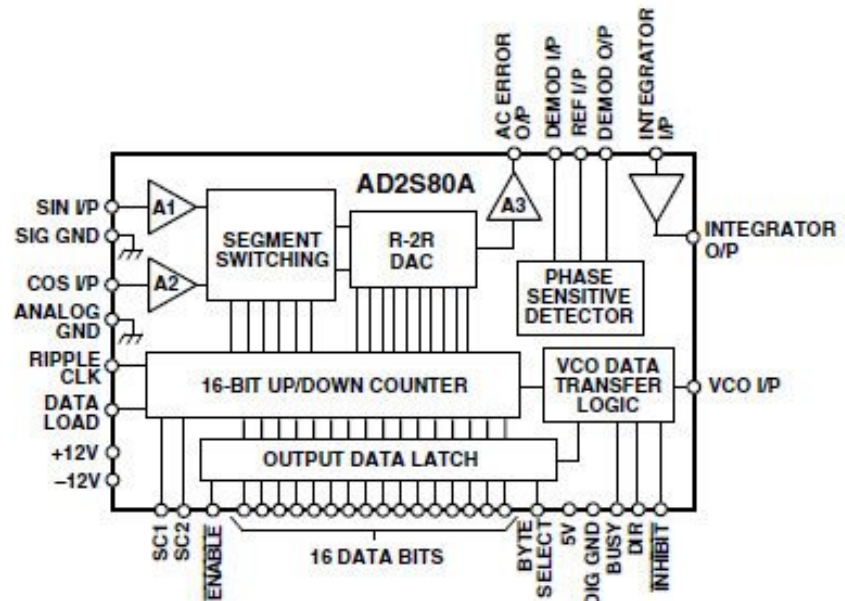 AC ERROR
O/P
DEMOD I/P
REF I/P
DEMOD O/P
INTEGRATOR
I/P
AD2S80A
SIN I/P
A1
SIG GND
SEGMENT
SWITCHING
R-2R
DAC
A3
INTEGRATOR
O/P
COS I/P
A2
PHASE
SENSITIVE
DETECTOR
ANALOG
GND
RIPPLE
CLK
16-BIT UP/DOWN COUNTER
VCO DATA
TRANSFER
LOGIC
VCO I/P
DATA
LOAD
+12V
–12V
OUTPUT DATA LATCH
SC1
SC2
ENABLE
16 DATA BITS
BYTE
SELECT
5V
DIG GND
BUSY
DIR
INHIBIT